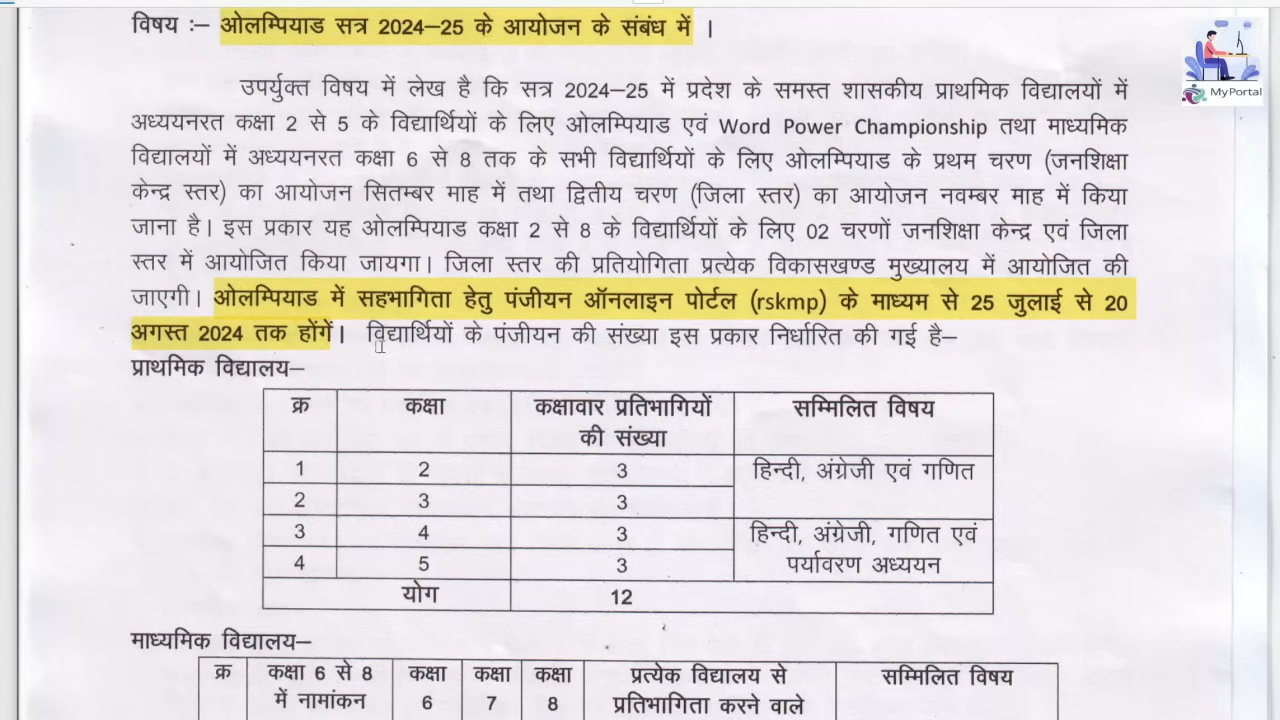 विषय :– ओलम्पियाड सत्र 2024–25 के आयोजन के संबंध में ।
MyPortal
उपर्युक्त विषय में लेख है कि सत्र 2024–25 में प्रदेश के समस्त शासकीय प्राथमिक विद्यालयों में
अध्ययनरत कक्षा 2 से 5 के विद्यार्थियों के लिए ओलम्पियाड एवं Word Power Championship तथा माध्यमिक
विद्यालयों में अध्ययनरत कक्षा 6 से 8 तक के सभी विद्यार्थियों के लिए ओलम्पियाड के प्रथम चरण (जनशिक्षा
केन्द्र स्तर) का आयोजन सितम्बर माह में तथा द्वितीय चरण (जिला स्तर) का आयोजन नवम्बर माह में किया
जाना है। इस प्रकार यह ओलम्पियाड कक्षा 2 से 8 के विद्यार्थियों के लिए 02 चरणों जनशिक्षा केन्द्र एवं जिला
स्तर में आयोजित किया जायगा। जिला स्तर की प्रतियोगिता प्रत्येक विकासखण्ड मुख्यालय में आयोजित की
जाएगी। ओलम्पियाड में सहभागिता हेतु पंजीयन ऑनलाइन पोर्टल (rskmp) के माध्यम से 25 जुलाई से 20
अगस्त 2024 तक होंगें। विद्यार्थियों के पंजीयन की संख्या इस प्रकार निर्धारित की गई है–
प्राथमिक विद्यालय–
क्र कक्षा कक्षावार प्रतिभागियों सम्मिलित विषय
की संख्या
1 2 3 हिन्दी, अंग्रेजी एवं गणित
2 3 3
3 4 3 हिन्दी, अंग्रेजी, गणित एवं
4 5 3 पर्यावरण अध्ययन
योग 12
माध्यमिक विद्यालय–
क्र कक्षा 6 से 8 कक्षा कक्षा कक्षा प्रत्येक विद्यालय से सम्मिलित विषय
में नामांकन 6 7 8 प्रतिभागिता करने वाले